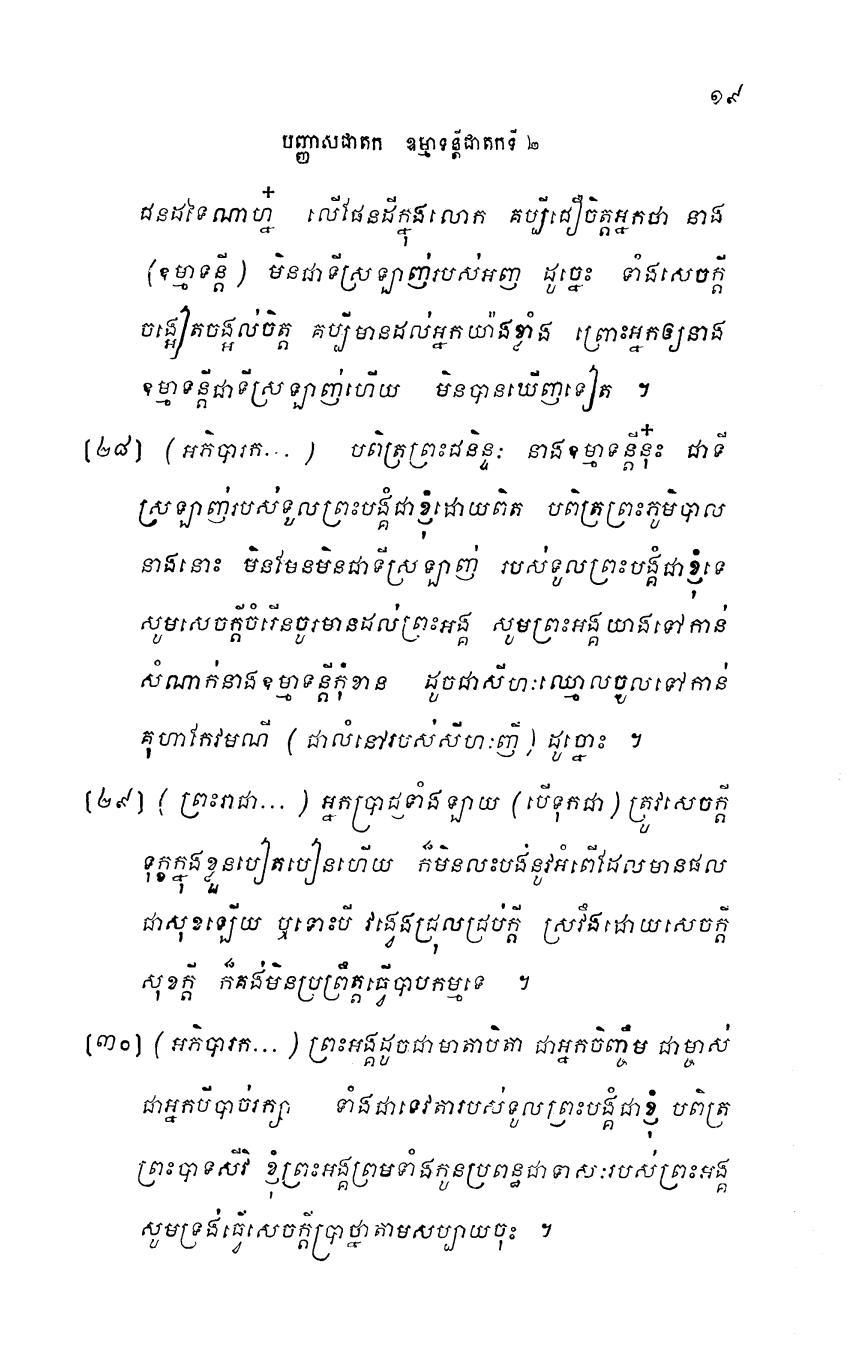 ១៩
បញ្ញាសជាតក ឧម្មាទន្តីជាតកទី ២
ជនដទៃណាហ្ន៎ លើផែនដីក្នុងលោក គប្បីជឿចិត្តអ្នកថា នាង
(ឧម្មាទន្តី) មិនជាទីស្រឡាញ់របស់អញ ដូច្នេះ ទាំងសេចក្តី
ចង្អៀតចង្អល់ចិត្ត គប្បីមានដល់អ្នកយ៉ាងខ្លាំង ព្រោះអ្នកឲ្យនាង
ឧម្មាទន្តីជាទីស្រឡាញ់ហើយ មិនបានឃើញទៀត ។
[២៨] (អភិបារក...) បពិត្រព្រះជនិន្ទៈ នាងឧម្មាទន្តីនុ៎ះ ជាទី
ស្រឡាញ់របស់ទូលព្រះបង្គំជាខ្ញុំដោយពិត បពិត្រព្រះភូមិបាល
នាងនោះ មិនមែនមិនជាទីស្រឡាញ់ របស់ទូលព្រះបង្គំជាខ្ញុំទេ
សូមសេចក្តីចំរើនចូរមានដល់ព្រះអង្គ សូមព្រះអង្គយាងទៅកាន់
សំណាក់នាងឧម្មាទន្តីកុំខាន ដូចជាសីហៈឈ្មោលចូលទៅកាន់
គុហាកែវមណី (ជាលំនៅរបស់សីហៈញី) ដូច្នោះ ។
[២៩] (ព្រះរាជា...) អ្នកប្រាជ្ញទាំងឡាយ (បើទុកជា) ត្រូវសេចក្តី
ទុក្ខក្នុងខ្លួនបៀតបៀនហើយ ក៏មិនលះបង់នូវអំពើដែលមានផល
ជាសុខឡើយ ឬទោះបី វង្វេងជ្រុលជ្រប់ក្តី ស្រវឹងដោយសេចក្តី
សុខក្តី ក៏គង់មិនប្រព្រឹត្តធ្វើបាបកម្មទេ ។
[៣០] (អភិបារក...) ព្រះអង្គដូចជាមាតាបិតា ជាអ្នកចិញ្ចឹម ជាម្ចាស់
ជាអ្នកបីបាច់រក្សា ទាំងជាទេវតារបស់ទូលព្រះបង្គំជាខ្ញុំ បពិត្រ
ព្រះបាទសីវិ ខ្ញុំព្រះអង្គព្រមទាំងកូនប្រពន្ធជាទាសៈរបស់ព្រះអង្គ
សូមទ្រង់ធ្វើសេចក្តីប្រាថ្នាតាមសប្បាយចុះ ។